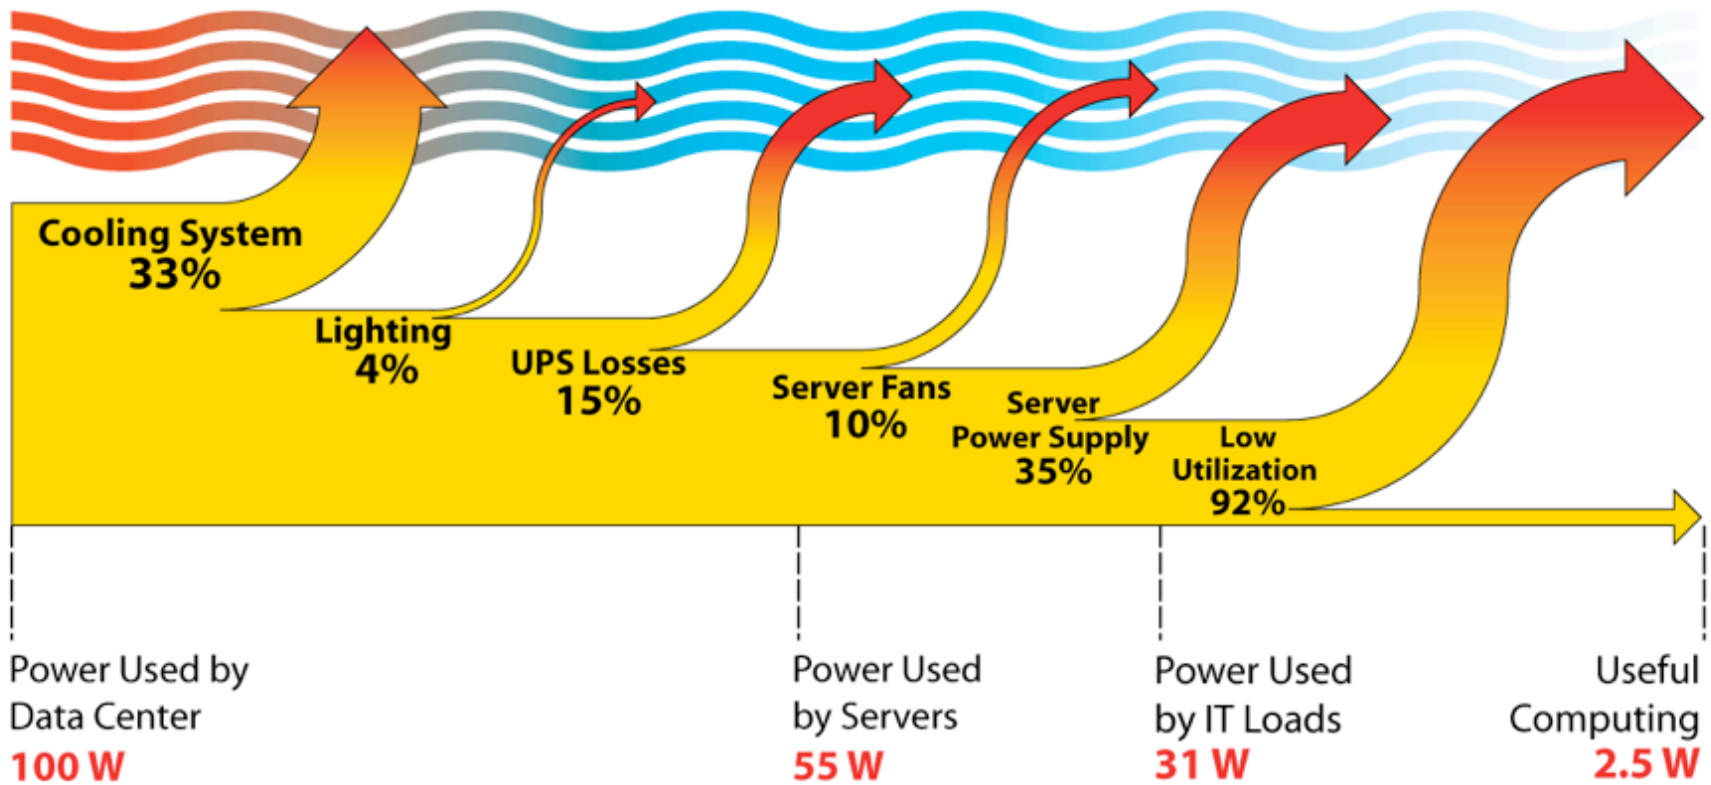 Cooling System
33%
Lighting
4%
UPS Losses
15%
Server Fans
10%
Server
Power Supply
35%
Low
Utilization
92%
Power Used by
Data Center
100 W
Power Used
by Servers
55 W
Power Used
by IT Loads
31 W
Useful
Computing
2.5 W